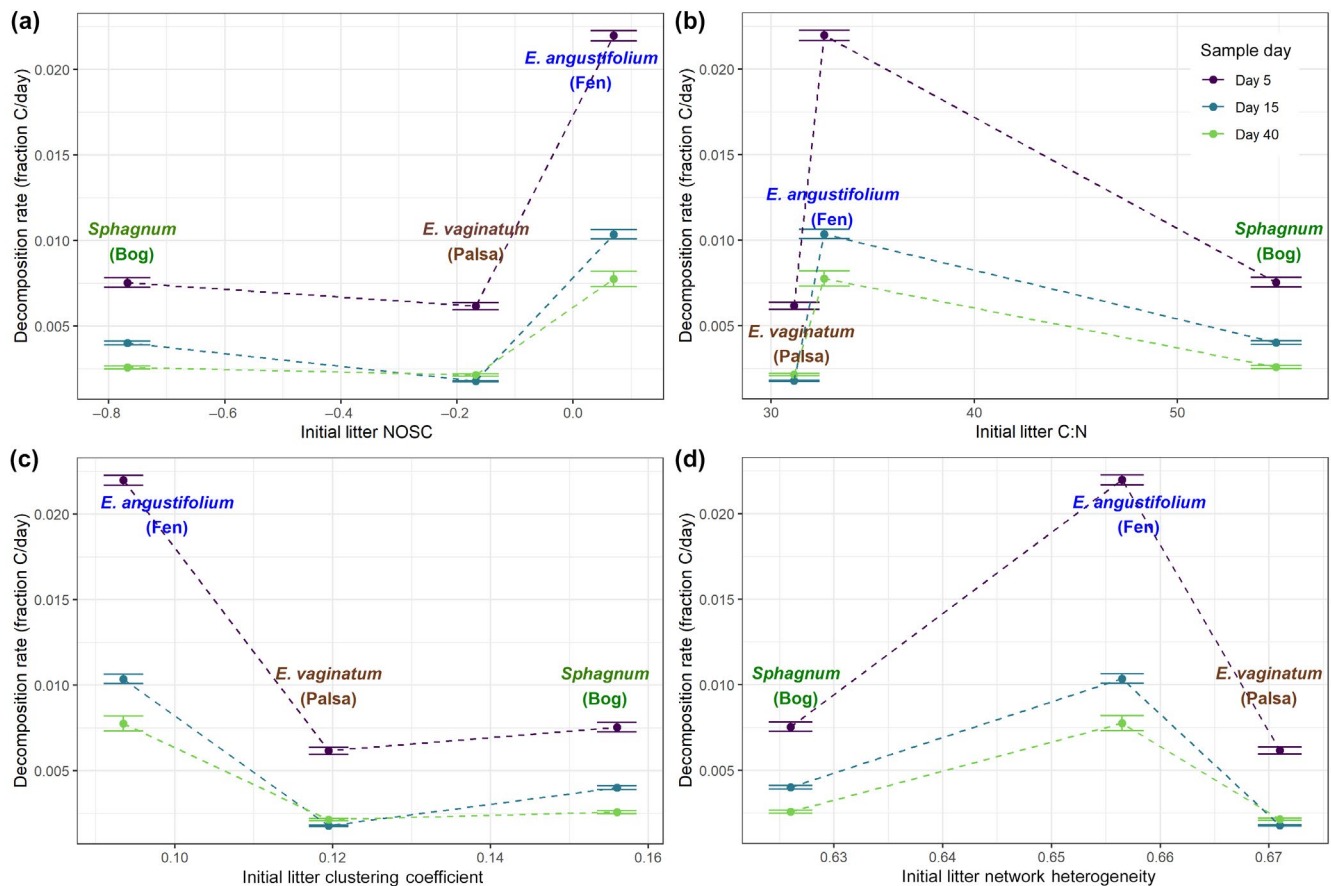 (a)
Decomposition rate (fraction C/day)
0.020
0.015
0.010
0.005
E. angustifolium
(Fen)
Sphagnum
(Bog)
E. vaginatum
(Palsa)
−0.8
−0.6
−0.4
−0.2
0.0
Initial litter NOSC
(b)
Decomposition rate (fraction C/day)
0.020
0.015
0.010
0.005
Sample day
Day 5
Day 15
Day 40
E. angustifolium
(Fen)
Sphagnum
(Bog)
E. vaginatum
(Palsa)
30
40
50
Initial litter C:N
(c)
Decomposition rate (fraction C/day)
0.020
0.015
0.010
0.005
E. angustifolium
(Fen)
E. vaginatum
(Palsa)
Sphagnum
(Bog)
0.10
0.12
0.14
0.16
Initial litter clustering coefficient
(d)
Decomposition rate (fraction C/day)
0.020
0.015
0.010
0.005
E. angustifolium
(Fen)
Sphagnum
(Bog)
E. vaginatum
(Palsa)
0.63
0.64
0.65
0.66
0.67
Initial litter network heterogeneity